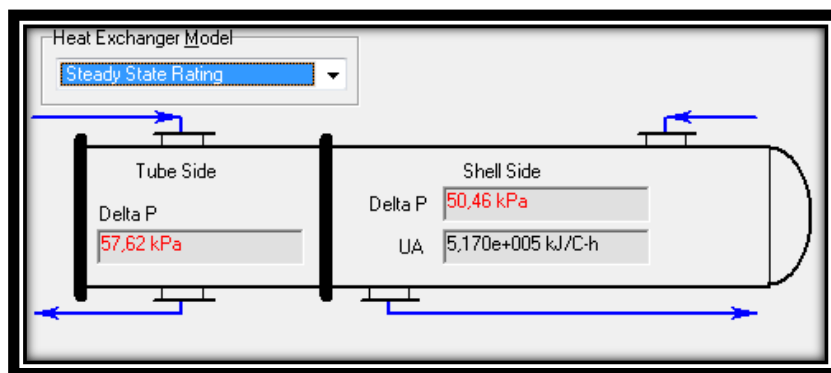 Heat Exchanger Model
Steady State Rating
Tube Side
Shell Side
Delta P
57,62 kPa
Delta P
50,46 kPa
UA
5,170e+005 kJ/C-h